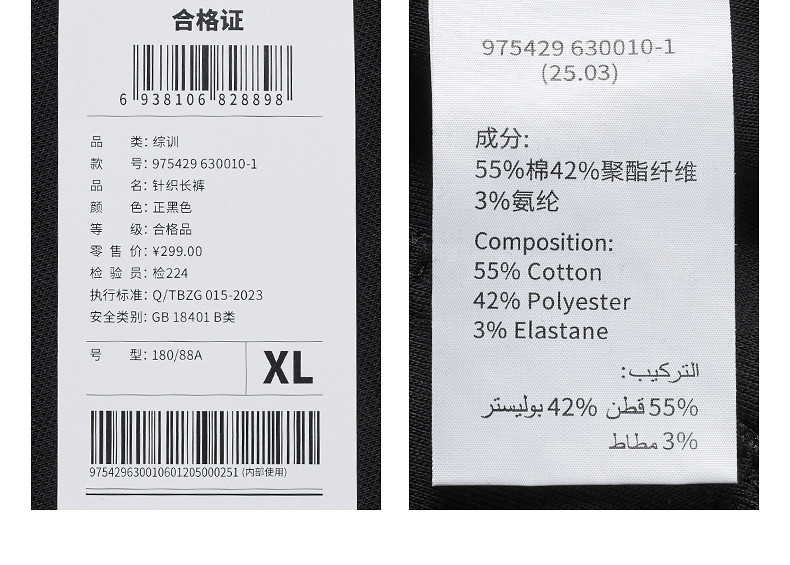 合格证
6 938106 828898
品 类: 综训
款 号: 975429 630010-1
品 名: 针织长裤
颜 色: 正黑色
等 级: 合格品
零 售 价: ¥299.00
检 验 员: 检224
执行标准: Q/TBZG 015-2023
安全类别: GB 18401 B类
号 型: 180/88A
XL
975429630010601205000251 (内部使用)
975429 630010-1
(25.03)
成分:
55%棉42%聚酯纤维
3%氨纶
Composition:
55% Cotton
42% Polyester
3% Elastane
التركيب:
55% قطن 42% بوليستر
3% مطاط